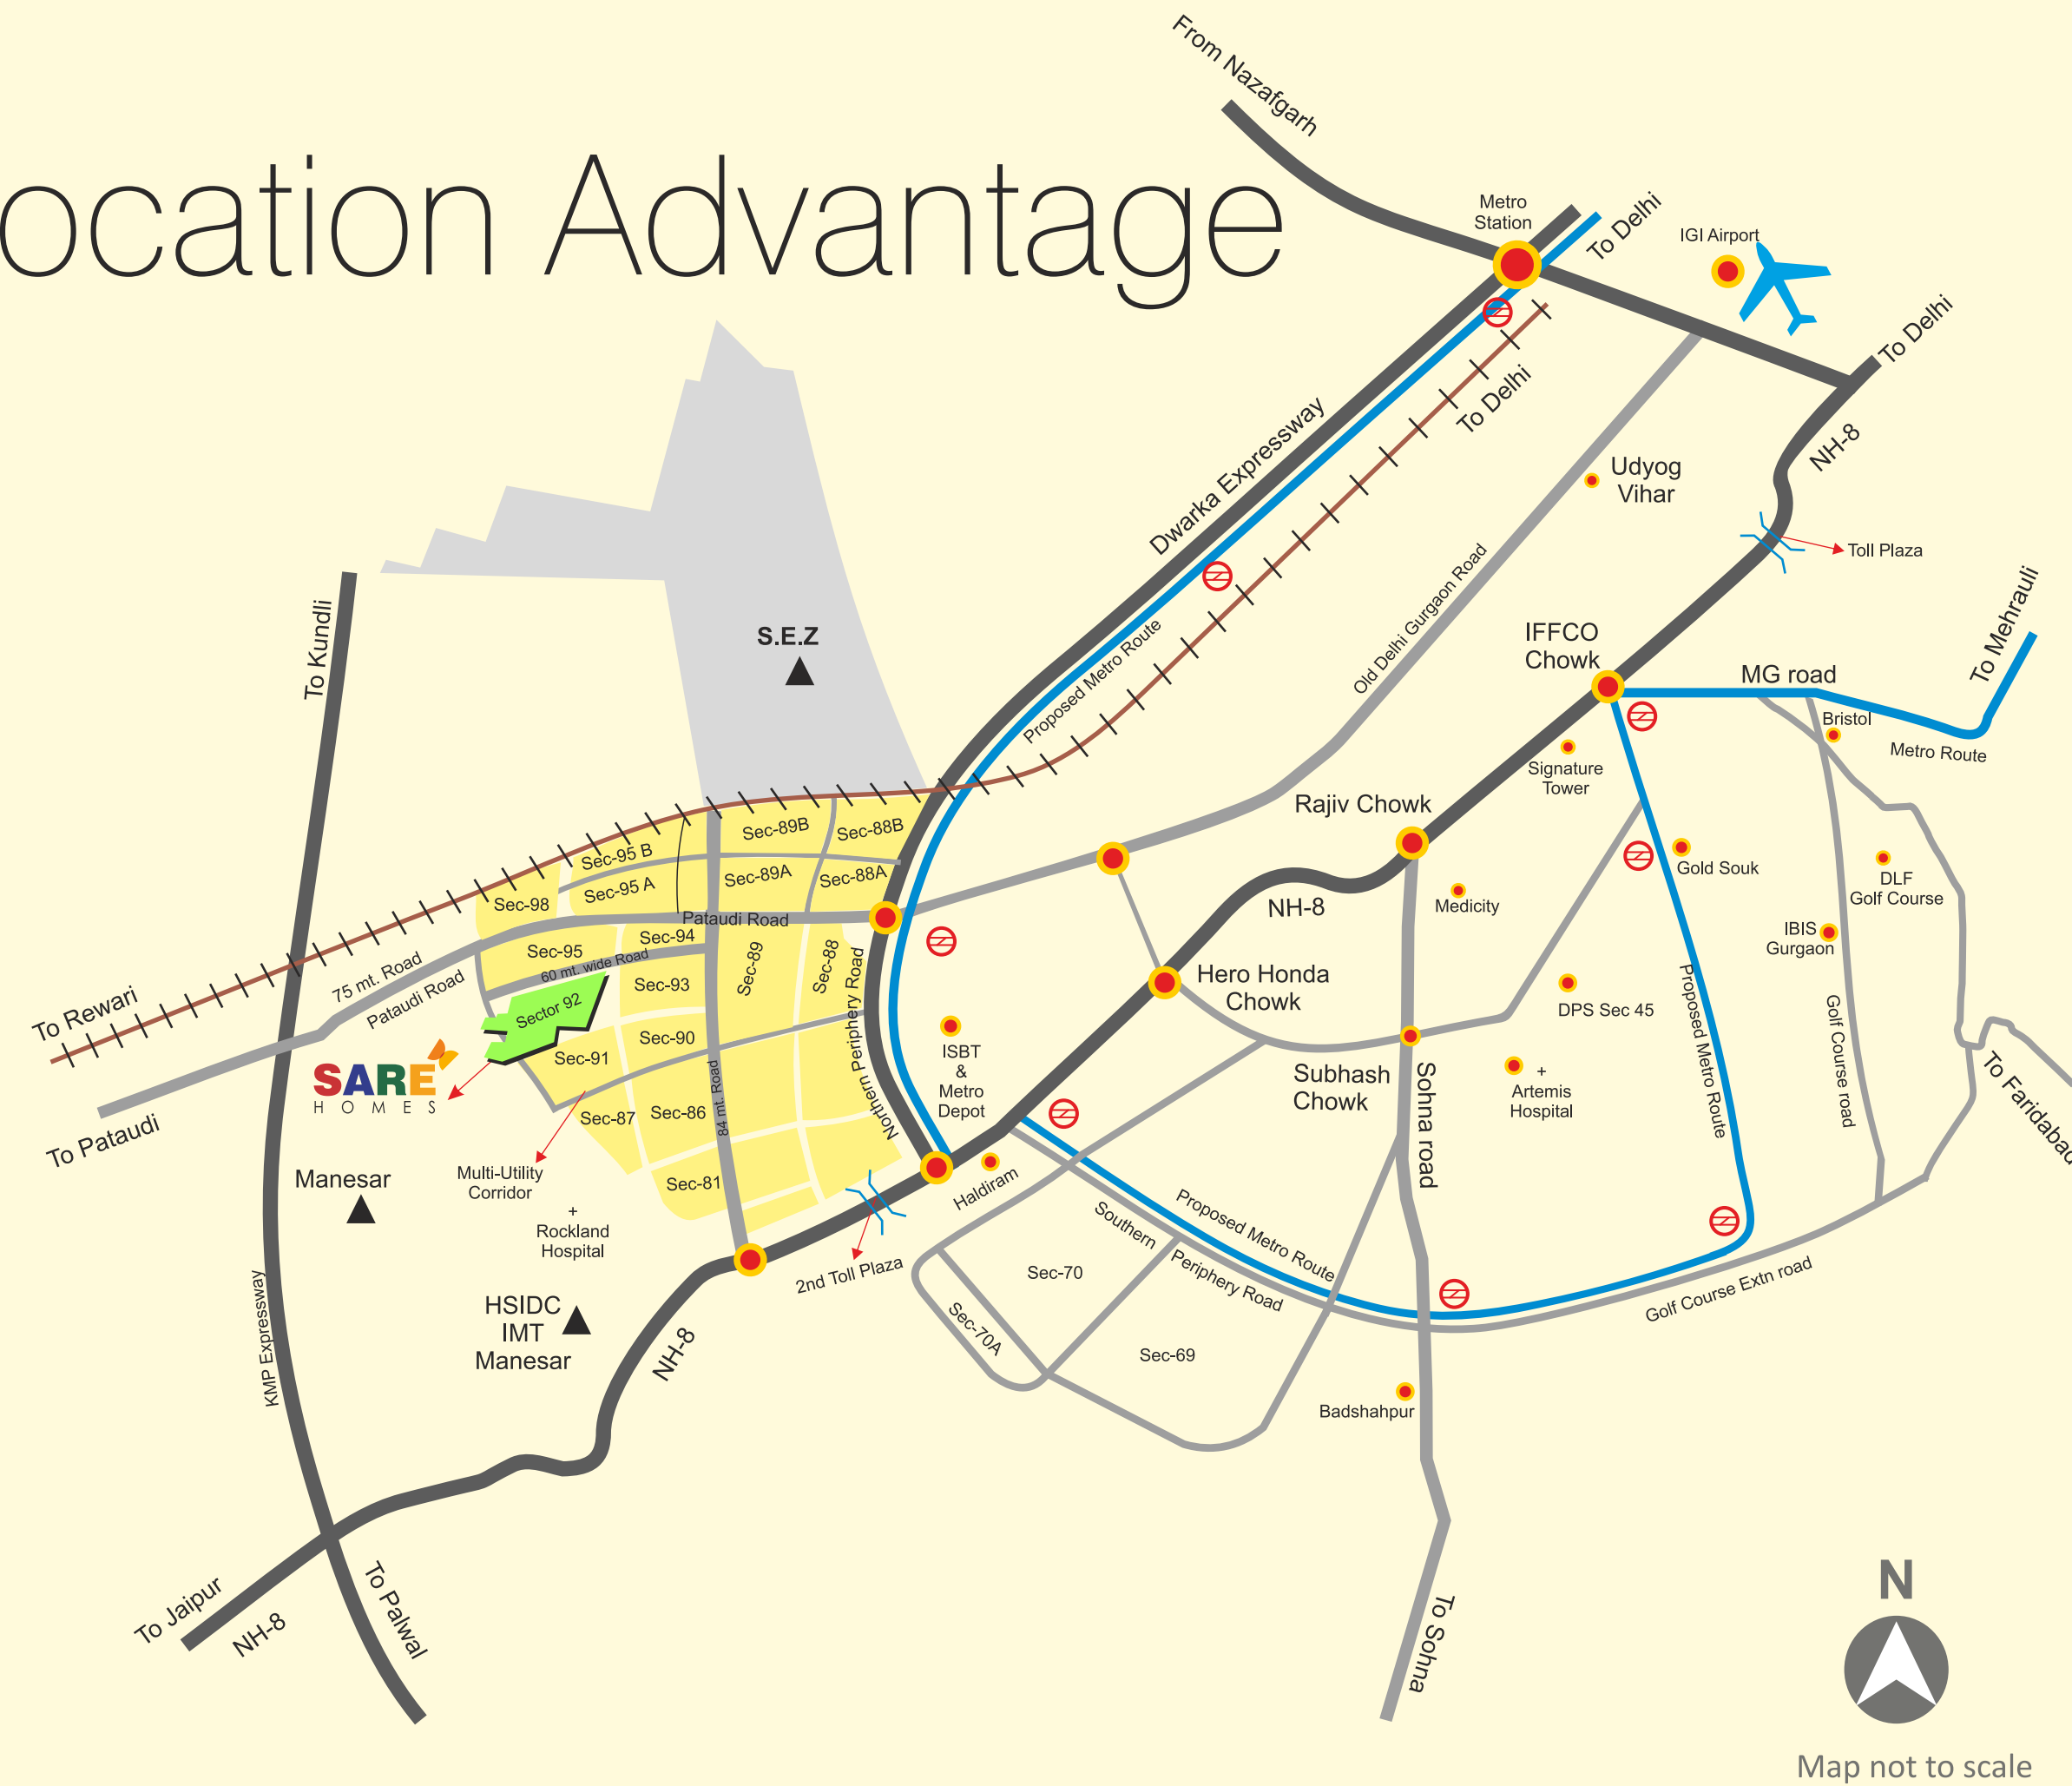 ocation Advantage
From Nazafgarh
Metro
Station
To Delhi
IGI Airport
To Delhi
NH-8
To Delhi
Dwarka Expressway
Udyog
Vihar
Toll Plaza
Old Delhi Gurgaon Road
To Mehrauli
To Kundli
S.E.Z
Proposed Metro Route
IFFCO
Chowk
MG road
Bristol
Metro Route
Signature
Tower
Rajiv Chowk
Gold Souk
DLF
Golf Course
Medicity
IBIS
Gurgaon
NH-8
Sec-89B
Sec-88B
Sec-95 B
Sec-95 A
Sec-89A
Sec-88A
Sec-98
Pataudi Road
Sec-94
Sec-95
60 mt. wide Road
Sec-89
Sec-88
Sec-93
Northern Periphery Road
75 mt. Road
Pataudi Road
To Rewari
Sector 92
Sec-90
Sec-91
Hero Honda
Chowk
DPS Sec 45
Proposed Metro Route
Golf Course road
SARE
HOMES
ISBT
&
Metro
Depot
Subhash
Chowk
Sohna road
+
Artemis
Hospital
To Faridabad
To Pataudi
Sec-87
Sec-86
84 mt. Road
Sec-81
Manesar
Multi-Utility
Corridor
+
Rockland
Hospital
Haldiram
2nd Toll Plaza
Southern
Periphery Road
Proposed Metro Route
Golf Course Extn road
Sec-70
Sec-70A
Sec-69
KMP Expressway
HSIDC
IMT
Manesar
NH-8
Badshahpur
To Jaipur
NH-8
To Palwal
To Sohna
N
Map not to scale